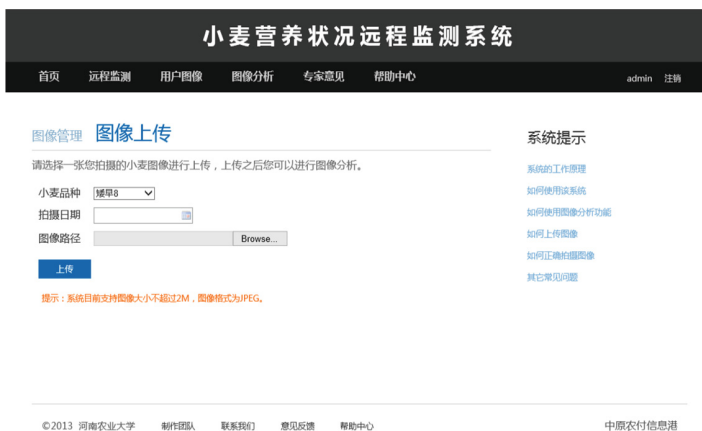 小麦营养状况远程监测系统
首页 远程监测 用户图像 图像分析 专家意见 帮助中心 admin 注销
图像管理 图像上传
请选择一张您拍摄的小麦图像进行上传，上传之后您可以进行图像分析。
小麦品种 矮早8
拍摄日期
图像路径 Browse...
上传
提示：系统目前支持图像大小不超过2M，图像格式为JPEG。
系统提示
系统的工作原理
如何使用该系统
如何使用图像分析功能
如何上传图像
如何正确拍摄图像
其它常见问题
©2013 河南农业大学 制作团队 联系我们 意见反馈 帮助中心 中原农付信息港